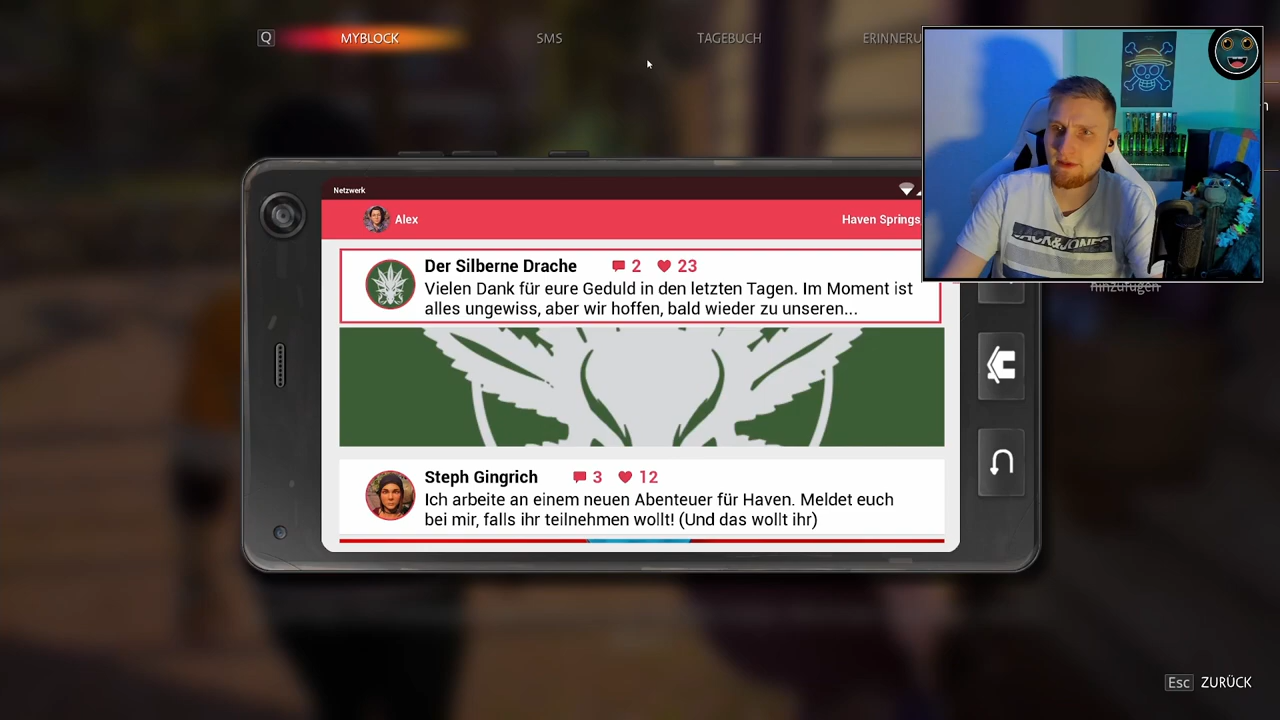 Q MYBLOCK SMS TAGEBUCH ERINNERU
Netzwerk
Alex Haven Springs
Der Silberne Drache 2 23
Vielen Dank für eure Geduld in den letzten Tagen. Im Moment ist
alles ungewiss, aber wir hoffen, bald wieder zu unseren...
Steph Gingrich 3 12
Ich arbeite an einem neuen Abenteuer für Haven. Meldet euch
bei mir, falls ihr teilnehmen wollt! (Und das wollt ihr)
JACK&JONES
hinzufügen
Esc ZURÜCK